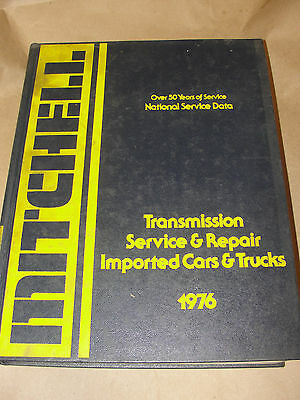 MITCHELL
Over 50 Years of Service
National Service Data
Transmission
Service & Repair
Imported Cars & Trucks
1976